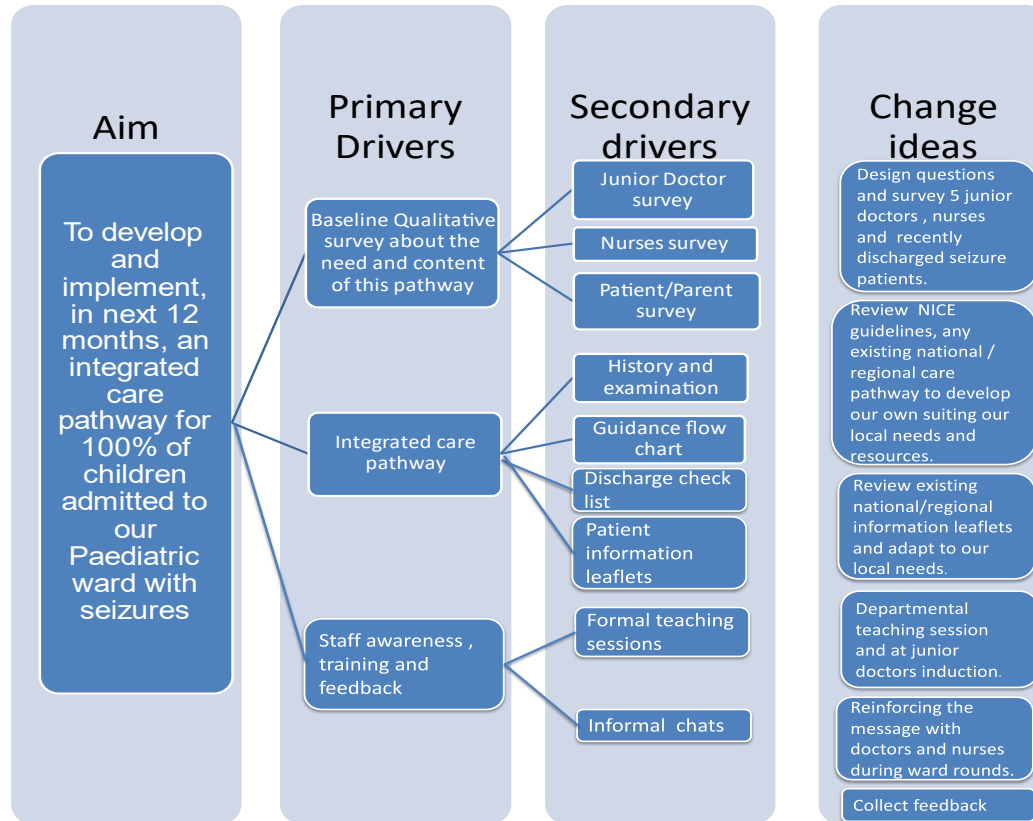 Aim
To develop
and
implement,
in next 12
months, an
integrated
care
pathway for
100% of
children
admitted to
our
Paediatric
ward with
seizures
Primary
Drivers
Baseline Qualitative
survey about the
need and content
of this pathway
Integrated care
pathway
Staff awareness ,
training and
feedback
Secondary
drivers
Junior Doctor
survey
Nurses survey
Patient/Parent
survey
History and
examination
Guidance flow
chart
Discharge check
list
Patient
information
leaflets
Formal teaching
sessions
Informal chats
Change
ideas
Design questions
and survey 5 junior
doctors , nurses
and recently
discharged seizure
patients.
Review NICE
guidelines, any
existing national /
regional care
pathway to develop
our own suiting our
local needs and
resources.
Review existing
national/regional
information leaflets
and adapt to our
local needs.
Departmental
teaching session
and at junior
doctors induction.
Reinforcing the
message with
doctors and nurses
during ward rounds.
Collect feedback